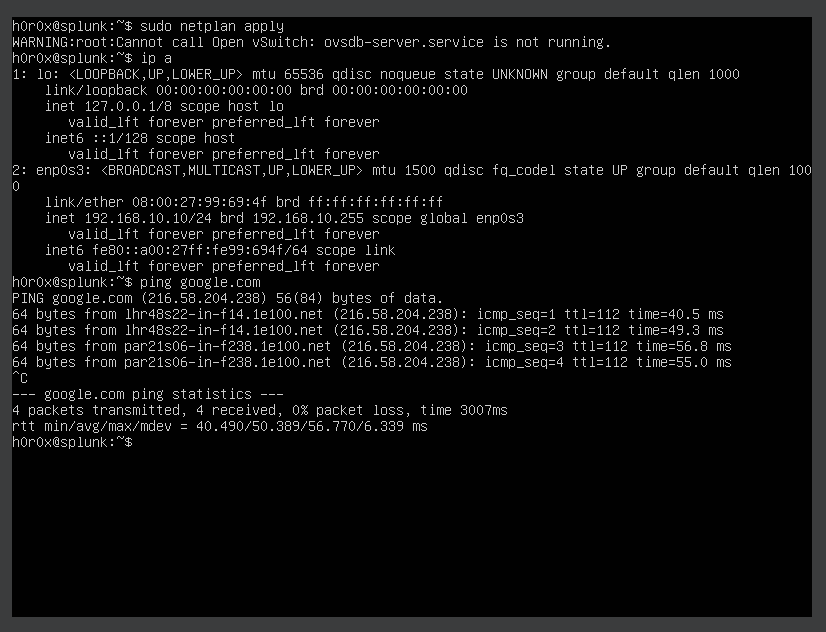 h0r0x@splunk:~$ sudo netplan apply
WARNING:root:Cannot call Open vSwitch: ovsdb-server.service is not running.
h0r0x@splunk:~$ ip a
1: lo: <LOOPBACK,UP,LOWER_UP> mtu 65536 qdisc noqueue state UNKNOWN group default qlen 1000
    link/loopback 00:00:00:00:00:00 brd 00:00:00:00:00:00
    inet 127.0.0.1/8 scope host lo
       valid_lft forever preferred_lft forever
    inet6 ::1/128 scope host
       valid_lft forever preferred_lft forever
2: enp0s3: <BROADCAST,MULTICAST,UP,LOWER_UP> mtu 1500 qdisc fq_codel state UP group default qlen 100
0
    link/ether 08:00:27:99:69:4f brd ff:ff:ff:ff:ff:ff
    inet 192.168.10.10/24 brd 192.168.10.255 scope global enp0s3
       valid_lft forever preferred_lft forever
    inet6 fe80::a00:27ff:fe99:694f/64 scope link
       valid_lft forever preferred_lft forever
h0r0x@splunk:~$ ping google.com
PING google.com (216.58.204.238) 56(84) bytes of data.
64 bytes from lhr48s22-in-f14.1e100.net (216.58.204.238): icmp_seq=1 ttl=112 time=40.5 ms
64 bytes from lhr48s22-in-f14.1e100.net (216.58.204.238): icmp_seq=2 ttl=112 time=49.3 ms
64 bytes from par21s06-in-f238.1e100.net (216.58.204.238): icmp_seq=3 ttl=112 time=56.8 ms
64 bytes from par21s06-in-f238.1e100.net (216.58.204.238): icmp_seq=4 ttl=112 time=55.0 ms
^C
--- google.com ping statistics ---
4 packets transmitted, 4 received, 0% packet loss, time 3007ms
rtt min/avg/max/mdev = 40.490/50.389/56.770/6.339 ms
h0r0x@splunk:~$